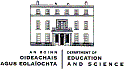 AN ROINN
OIDEACHAIS
AGUS EOLAÍOCHTA
DEPARTMENT OF
EDUCATION
AND SCIENCE